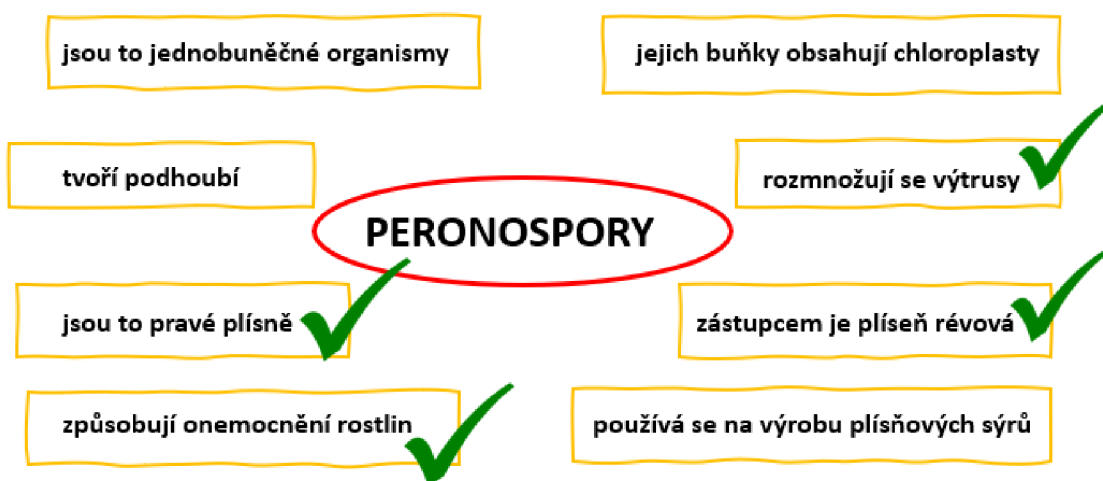 jsou to jednobuněčné organismy
jejich buňky obsahují chloroplasty
tvoří podhoubí
rozmnožují se výtrusy
PERONOSPORY
jsou to pravé plísně
zástupcem je plíseň révová
způsobují onemocnění rostlin
používá se na výrobu plísňových sýrů